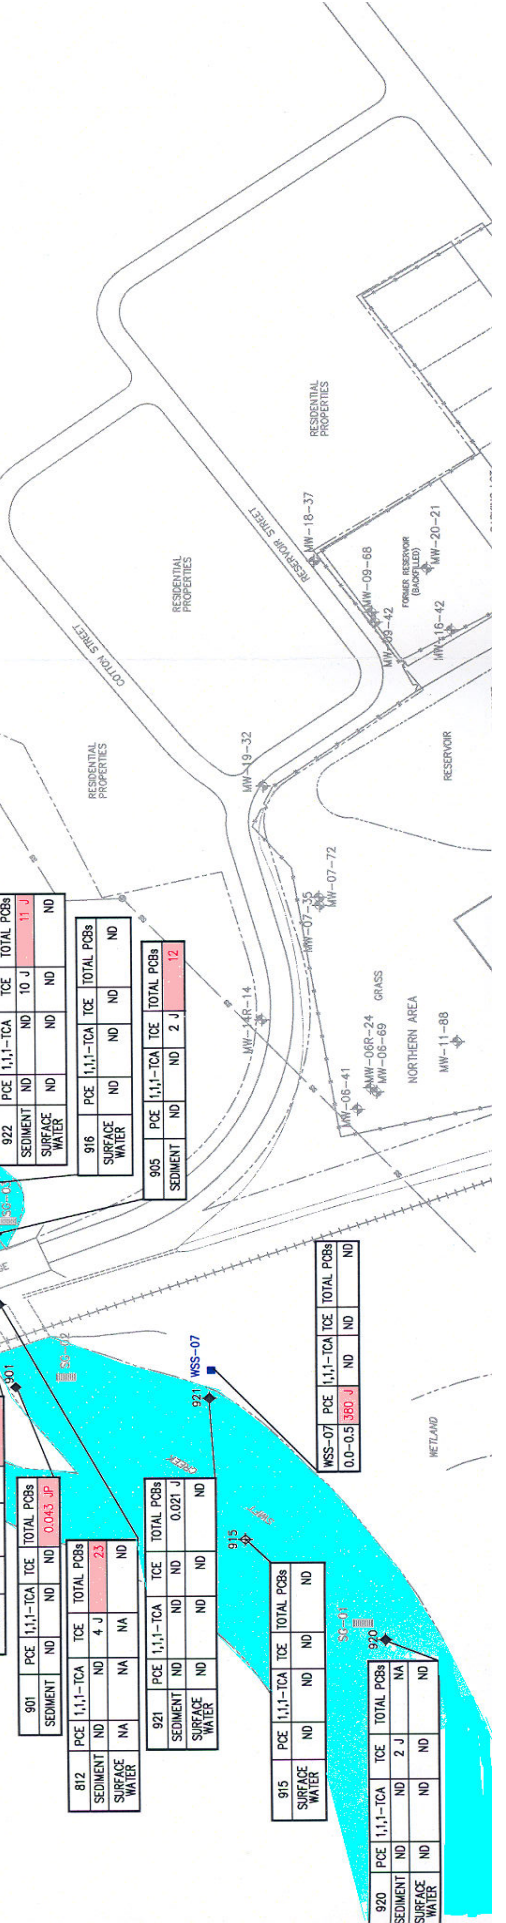 RESIDENTIAL
PROPERTIES
RESERVOIR STREET
MW-18-37
RESIDENTIAL
PROPERTIES
MW-09-68
MW-09-42
FORMER RESERVOIR
(BACKFILLED)
MW-20-21
MW-16-42
COTTON STREET
RESIDENTIAL
PROPERTIES
MW-19-32
RESERVOIR
MW-07-72
MW-07-35
922 PCE 1,1,1-TCA TCE TOTAL PCBs
SEDIMENT ND ND 10 J 11 J
SURFACE
WATER ND ND ND ND
916 PCE 1,1,1-TCA TCE TOTAL PCBs
SURFACE
WATER ND ND ND ND
905 PCE 1,1,1-TCA TCE TOTAL PCBs
SEDIMENT ND ND 2 J 12
MW-14R-14
GRASS
NORTHERN AREA
MW-06R-24
MW-06-69
MW-06-41
MW-11-88
SG-02
901
921
WSS-07
WSS-07 PCE 1,1,1-TCA TCE TOTAL PCBs
0.0-0.5 380 J ND ND ND
WETLAND
901 PCE 1,1,1-TCA TCE TOTAL PCBs
SEDIMENT ND ND ND 0.043 JP
812 PCE 1,1,1-TCA TCE TOTAL PCBs
SEDIMENT ND ND 4 J 23
SURFACE
WATER NA NA NA ND
921 PCE 1,1,1-TCA TCE TOTAL PCBs
SEDIMENT ND ND ND 0.021 J
SURFACE
WATER ND ND ND ND
CREEK
SWIFT
915
915 PCE 1,1,1-TCA TCE TOTAL PCBs
SURFACE
WATER ND ND ND ND
SG-01
920
920 PCE 1,1,1-TCA TCE TOTAL PCBs
SEDIMENT ND ND 2 J NA
SURFACE
WATER ND ND ND ND